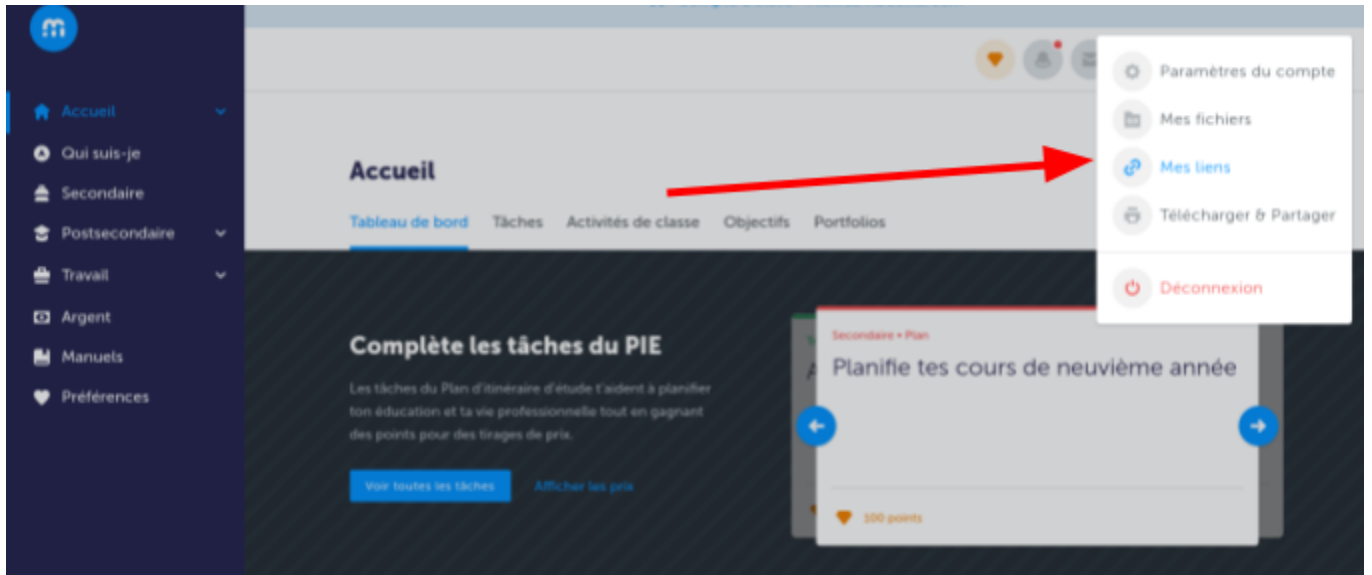 m
Paramètres du compte
Mes fichiers
Mes liens
Télécharger & Partager
Déconnexion
Accueil
Qui suis-je
Secondaire
Postsecondaire
Travail
Argent
Manuels
Préférences
Accueil
Tableau de bord Tâches Activités de classe Objectifs Portfolios
Complète les tâches du PIE
Les tâches du Plan d'itinéraire d'étude t'aident à planifier
ton éducation et ta vie professionnelle tout en gagnant
des points pour des tirages de prix.
Voir toutes les tâches Afficher les prix
Secondaire • Plan
Planifie tes cours de neuvième année
100 points